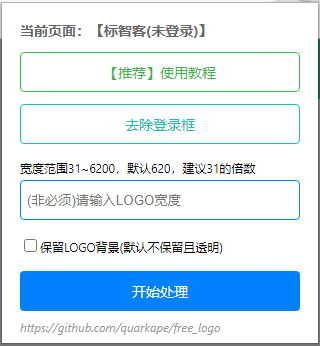 当前页面：【标智客(未登录)】
【推荐】使用教程
去除登录框
宽度范围31~6200，默认620，建议31的倍数
(非必须)请输入LOGO宽度
保留LOGO背景(默认不保留且透明)
开始处理
https://github.com/quarkape/free_logo